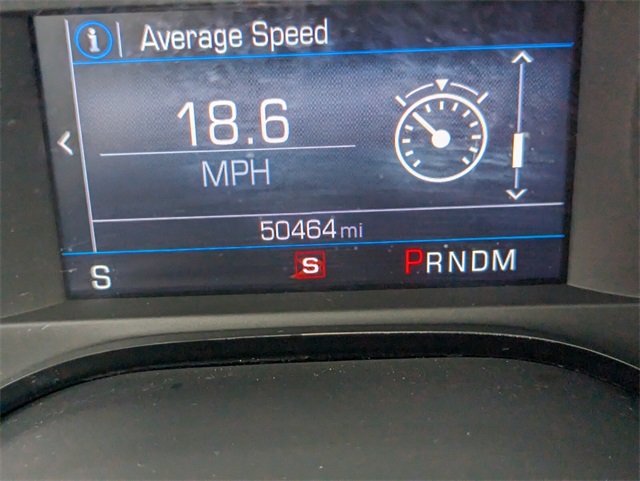 i Average Speed
18.6
MPH
50464 mi
S S PRNDM